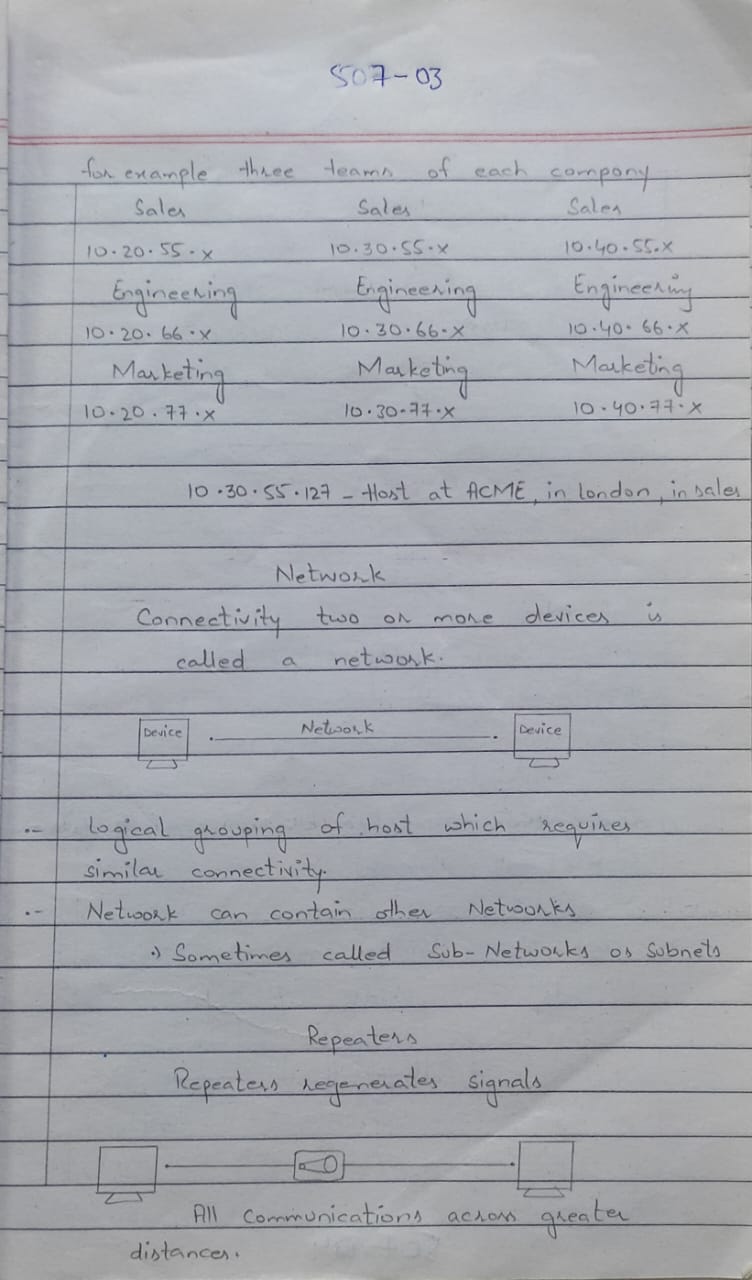 507-03
for example three teams of each company
Sales Sales Sales
10.20.55.x 10.30.55.x 10.40.55.x
Engineering Engineering Engineering
10.20.66.x 10.30.66.x 10.40.66.x
Marketing Marketing Marketing
10.20.77.x 10.30.77.x 10.40.77.x
10.30.55.127 - Host at ACME, in london, in sales
Network
Connectivity two or more devices is
called a network.
Device Network Device
Logical grouping of host which requires
similar connectivity.
Network can contain other Networks
Sometimes called Sub-Networks or Subnets
Repeaters
Repeaters regenerates signals
All communications across greater
distances.